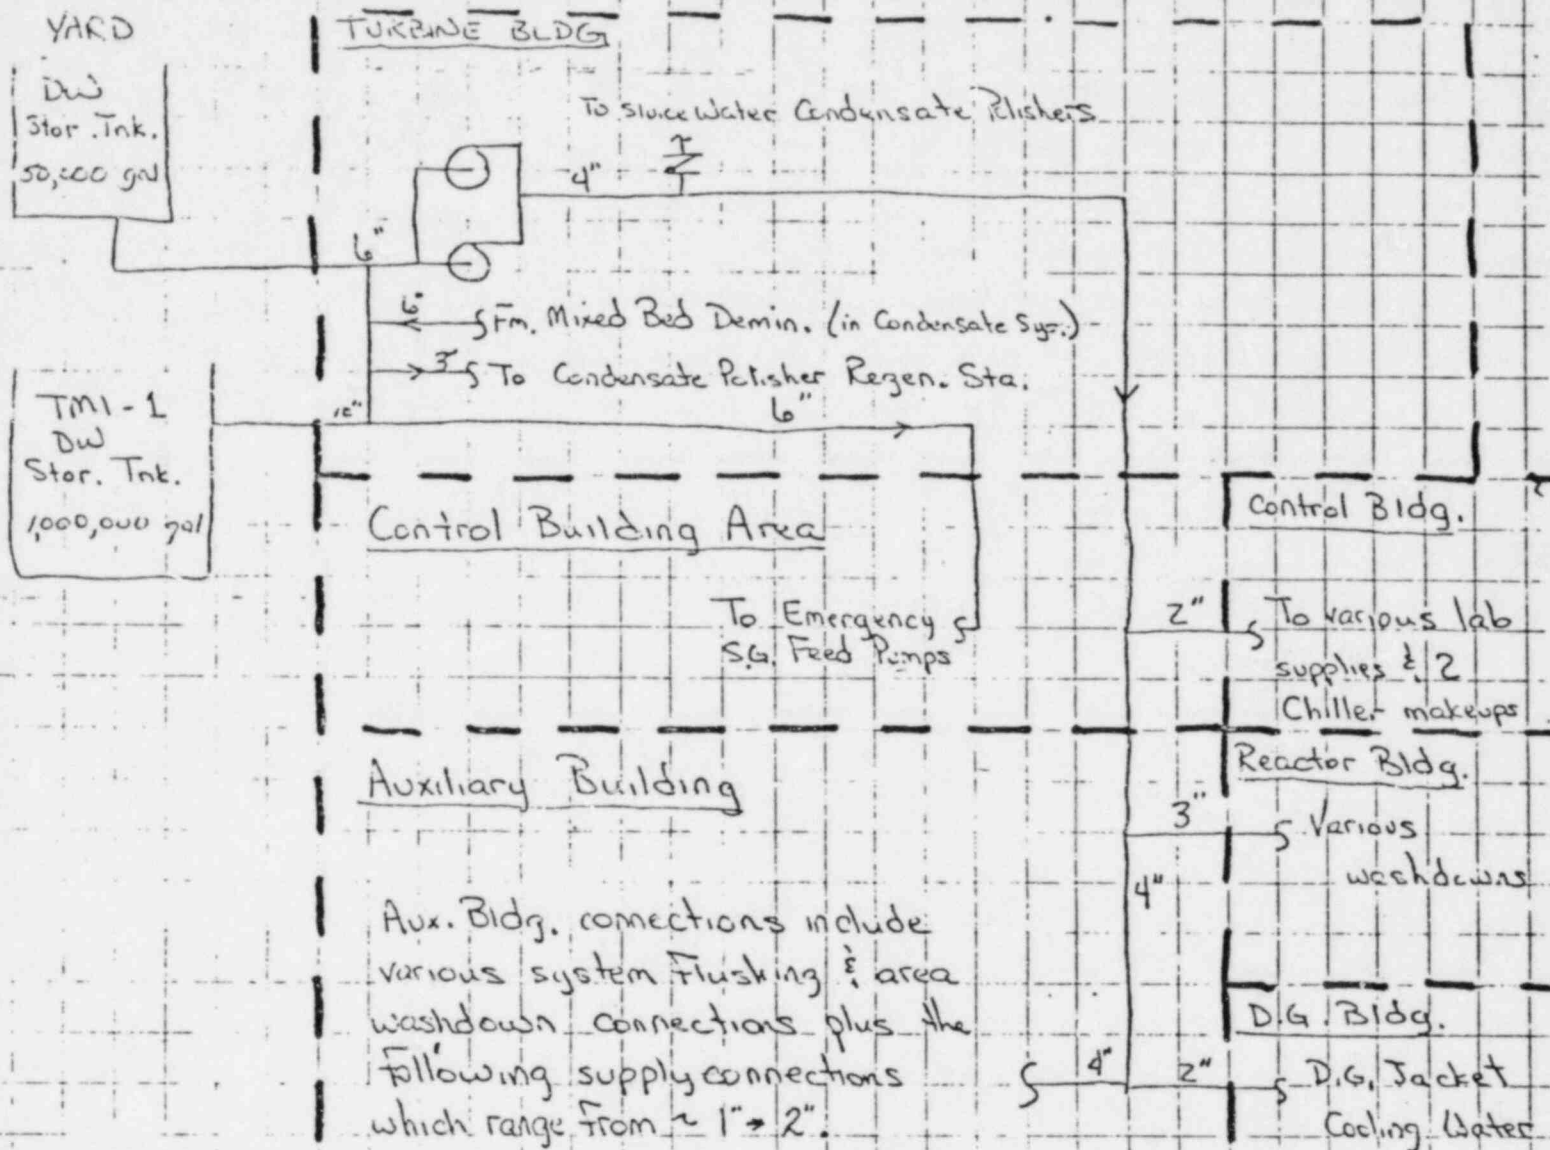 YARD
TURBINE BLDG
DW
Stor. Tnk.
50,000 gal
To Sluice Water Condensate Polishers
4"
6"
6"
Fm. Mixed Bed Demin. (in Condensate Sys.)
3"
To Condensate Polisher Regen. Sta.
6"
TMI-1
DW
Stor. Tnk.
1,000,000 gal
Control Building Area
Control Bldg.
To Emergency
S.G. Feed Pumps
2"
To various lab
supplies & 2
Chiller makeups
Auxiliary Building
Reactor Bldg.
3"
Various
washdowns
4"
Aux. Bldg. connections include
various system Flushing & area
washdown connections plus the
Following supply connections
which range from ~ 1" → 2".
D.G. Bldg.
4"
2"
D.G. Jacket
Cooling Water